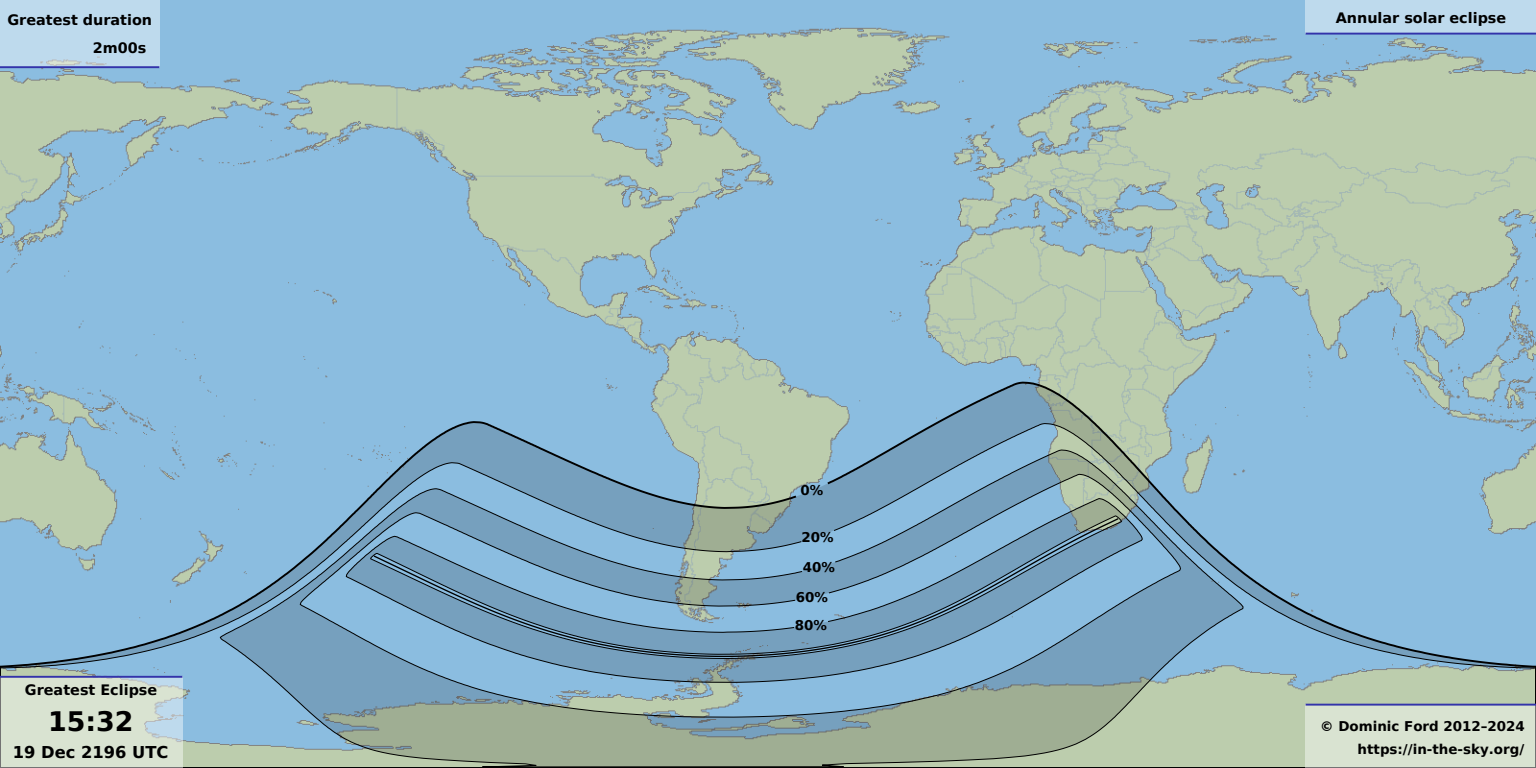 Greatest duration
2m00s
Annular solar eclipse
0%
20%
40%
60%
80%
Greatest Eclipse
15:32
19 Dec 2196 UTC
© Dominic Ford 2012–2024
https://in-the-sky.org/